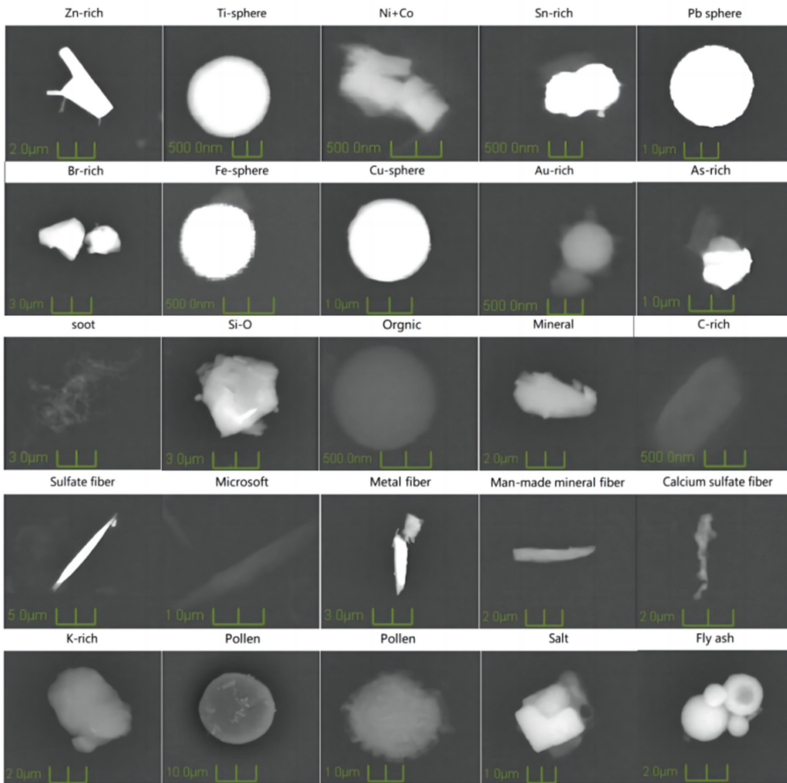 Zn-rich Ti-sphere Ni+Co Sn-rich Pb sphere
2.0μm 500.0nm 500.0nm 500.0nm 1.0μm
Br-rich Fe-sphere Cu-sphere Au-rich As-rich
3.0μm 500.0nm 1.0μm 500.0nm 1.0μm
soot Si-O Orgnic Mineral C-rich
3.0μm 3.0μm 500.0nm 2.0μm 500.0nm
Sulfate fiber Microsoft Metal fiber Man-made mineral fiber Calcium sulfate fiber
5.0μm 1.0μm 3.0μm 2.0μm 2.0μm
K-rich Pollen Pollen Salt Fly ash
2.0μm 10.0μm 1.0μm 1.0μm 2.0μm